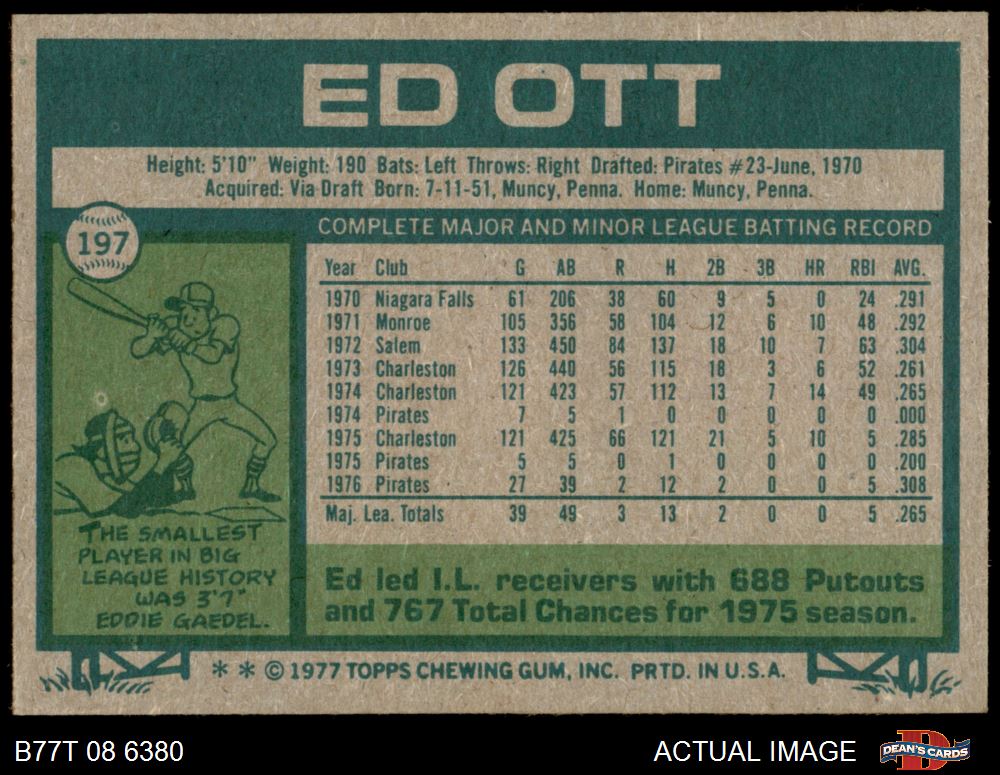 ED OTT
Height: 5'10" Weight: 190 Bats: Left Throws: Right Drafted: Pirates #23-June, 1970
Acquired: Via Draft Born: 7-11-51, Muncy, Penna. Home: Muncy, Penna.
197
COMPLETE MAJOR AND MINOR LEAGUE BATTING RECORD
Year Club G AB R H 2B 3B HR RBI AVG.
1970 Niagara Falls 61 206 38 60 9 5 0 24 .291
1971 Monroe 105 356 58 104 12 6 10 48 .292
1972 Salem 133 450 84 137 18 10 7 63 .304
1973 Charleston 126 440 56 115 18 3 6 52 .261
1974 Charleston 121 423 57 112 13 7 14 49 .265
1974 Pirates 7 5 1 0 0 0 0 0 .000
1975 Charleston 121 425 66 121 21 5 10 5 .285
1975 Pirates 5 5 0 1 0 0 0 0 .200
1976 Pirates 27 39 2 12 2 0 0 5 .308
Maj. Lea. Totals 39 49 3 13 2 0 0 5 .265
THE SMALLEST
PLAYER IN BIG
LEAGUE HISTORY
WAS 3'7"
EDDIE GAEDEL.
Ed led I.L. receivers with 688 Putouts
and 767 Total Chances for 1975 season.
* * © 1977 TOPPS CHEWING GUM, INC. PRTD. IN U.S.A.
B77T 08 6380
ACTUAL IMAGE
DEAN'S CARDS